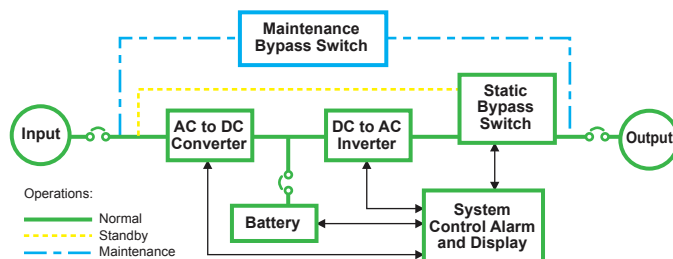 Maintenance
Bypass Switch
Static
Bypass
Switch
Input
AC to DC
Converter
DC to AC
Inverter
Output
Operations:
Normal
Standby
Maintenance
Battery
System
Control Alarm
and Display